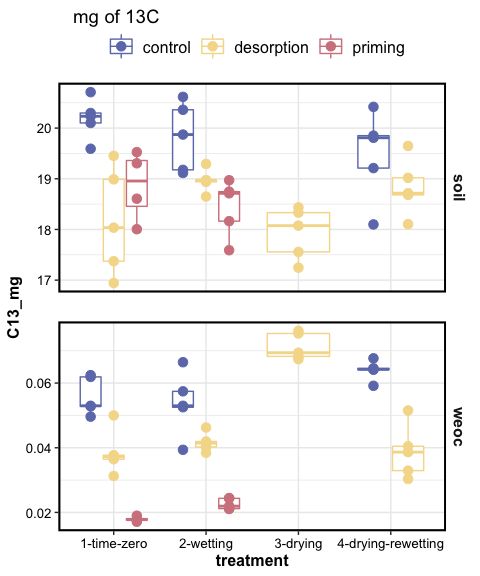 mg of 13C
control desorption priming
20
19
18
17
soil
C13_mg
0.06
0.04
0.02
weoc
1-time-zero 2-wetting 3-drying 4-drying-rewetting
treatment